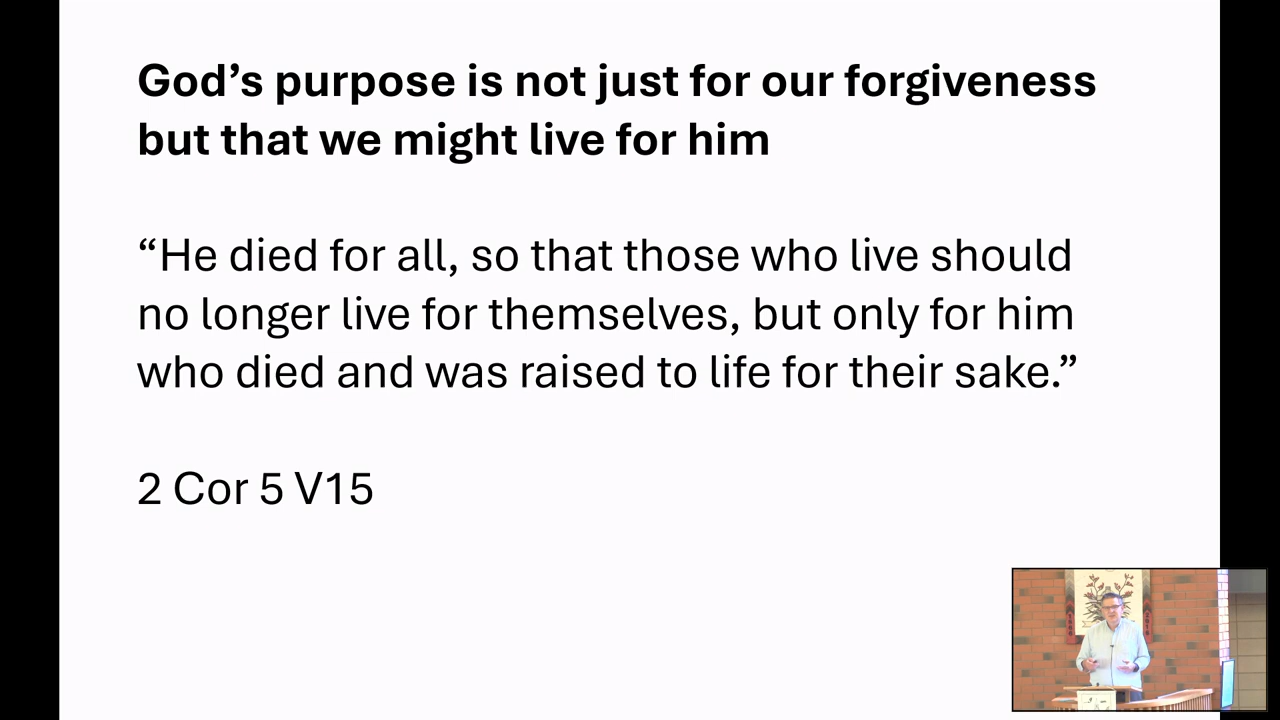 God’s purpose is not just for our forgiveness
but that we might live for him
“He died for all, so that those who live should
no longer live for themselves, but only for him
who died and was raised to life for their sake.”
2 Cor 5 V15